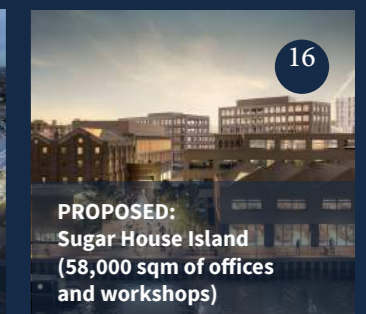 16
PROPOSED:
Sugar House Island
(58,000 sqm of offices
and workshops)